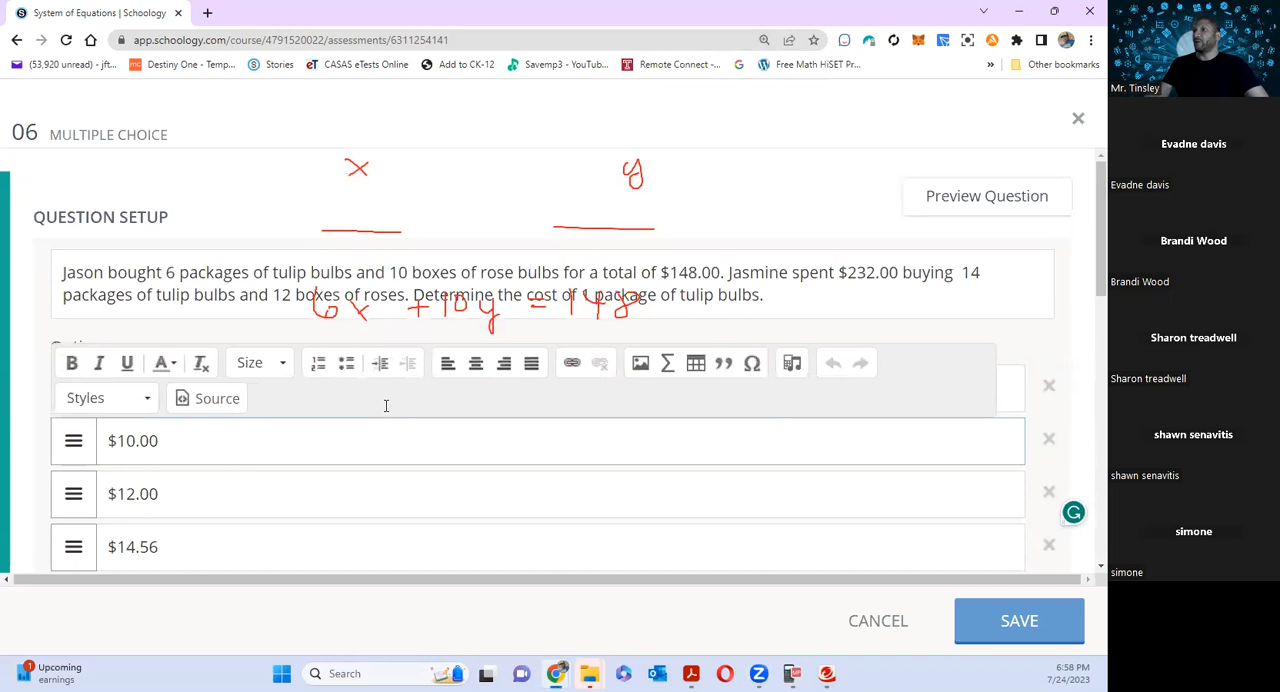 System of Equations | Schoology
app.schoology.com/course/4791520022/assessments/6311254141
(53,920 unread) - jft...
Destiny One - Temp...
Stories
CASAS eTests Online
Add to CK-12
Savemp3 - YouTub...
Remote Connect -...
Free Math HiSET Pr...
»
Other bookmarks
06 MULTIPLE CHOICE
x y
Preview Question
QUESTION SETUP
Jason bought 6 packages of tulip bulbs and 10 boxes of rose bulbs for a total of $148.00. Jasmine spent $232.00 buying 14
packages of tulip bulbs and 12 boxes of roses. Determine the cost of 1 package of tulip bulbs.
6x + 10y = 148
B I U A Tx Size
Styles Source
$10.00
$12.00
$14.56
CANCEL SAVE
Mr. Tinsley
Evadne davis
Evadne davis
Brandi Wood
Brandi Wood
Sharon treadwell
Sharon treadwell
shawn senavitis
shawn senavitis
simone
simone
1
Upcoming
earnings
Search
6:58 PM
7/24/2023